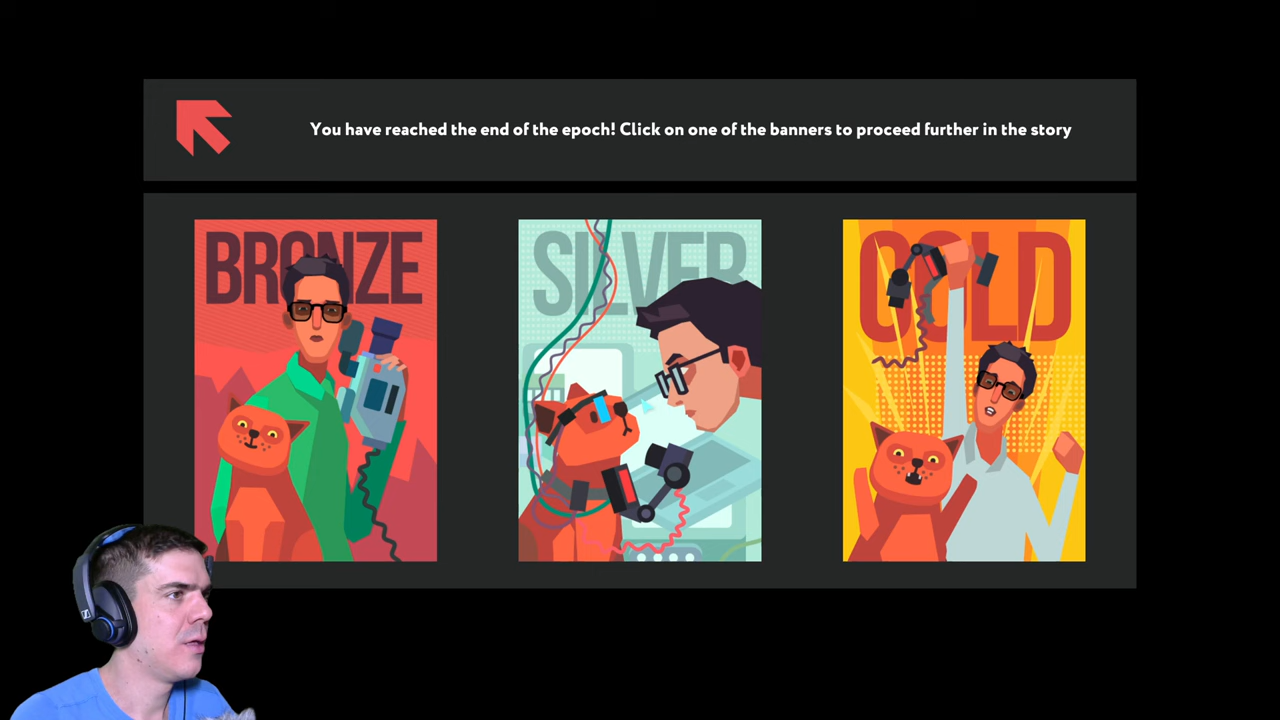 You have reached the end of the epoch! Click on one of the banners to proceed further in the story
BRONZE
SILVER
GOLD